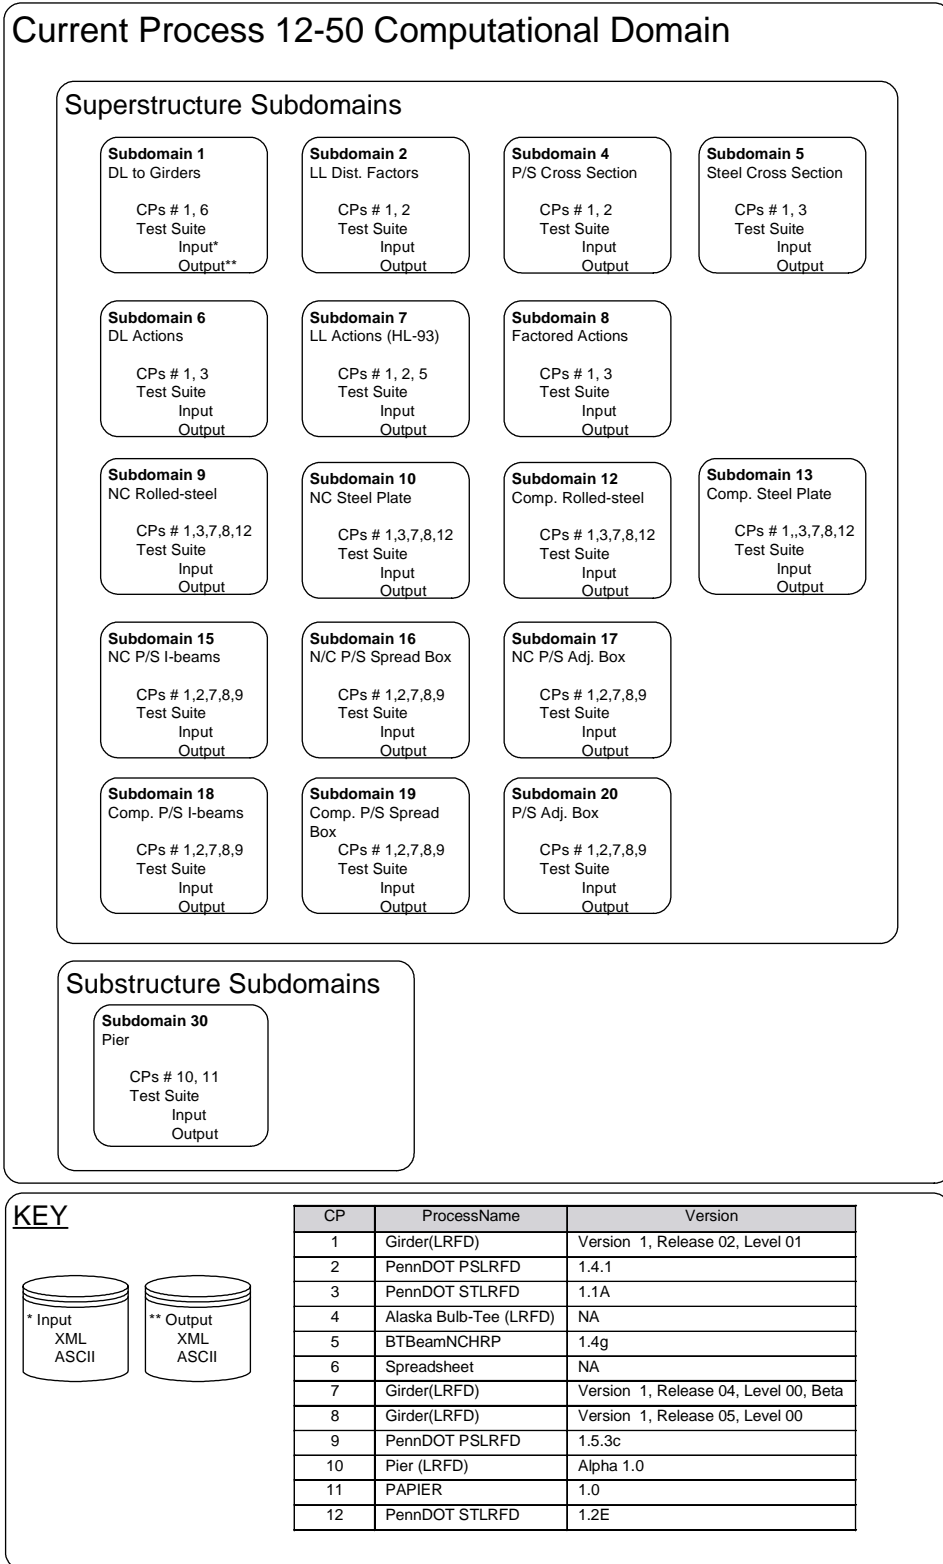 Current Process 12-50 Computational Domain
Superstructure Subdomains
Subdomain 1
DL to Girders
CPs # 1, 6
Test Suite
Input*
Output**
Subdomain 2
LL Dist. Factors
CPs # 1, 2
Test Suite
Input
Output
Subdomain 4
P/S Cross Section
CPs # 1, 2
Test Suite
Input
Output
Subdomain 5
Steel Cross Section
CPs # 1, 3
Test Suite
Input
Output
Subdomain 6
DL Actions
CPs # 1, 3
Test Suite
Input
Output
Subdomain 7
LL Actions (HL-93)
CPs # 1, 2, 5
Test Suite
Input
Output
Subdomain 8
Factored Actions
CPs # 1, 3
Test Suite
Input
Output
Subdomain 9
NC Rolled-steel
CPs # 1,3,7,8,12
Test Suite
Input
Output
Subdomain 10
NC Steel Plate
CPs # 1,3,7,8,12
Test Suite
Input
Output
Subdomain 12
Comp. Rolled-steel
CPs # 1,3,7,8,12
Test Suite
Input
Output
Subdomain 13
Comp. Steel Plate
CPs # 1,,3,7,8,12
Test Suite
Input
Output
Subdomain 15
NC P/S I-beams
CPs # 1,2,7,8,9
Test Suite
Input
Output
Subdomain 16
N/C P/S Spread Box
CPs # 1,2,7,8,9
Test Suite
Input
Output
Subdomain 17
NC P/S Adj. Box
CPs # 1,2,7,8,9
Test Suite
Input
Output
Subdomain 18
Comp. P/S I-beams
CPs # 1,2,7,8,9
Test Suite
Input
Output
Subdomain 19
Comp. P/S Spread
Box
CPs # 1,2,7,8,9
Test Suite
Input
Output
Subdomain 20
P/S Adj. Box
CPs # 1,2,7,8,9
Test Suite
Input
Output
Substructure Subdomains
Subdomain 30
Pier
CPs # 10, 11
Test Suite
Input
Output
KEY
* Input
XML
ASCII
** Output
XML
ASCII
CP ProcessName Version
1 Girder(LRFD) Version 1, Release 02, Level 01
2 PennDOT PSLRFD 1.4.1
3 PennDOT STLRFD 1.1A
4 Alaska Bulb-Tee (LRFD) NA
5 BTBeamNCHRP 1.4g
6 Spreadsheet NA
7 Girder(LRFD) Version 1, Release 04, Level 00, Beta
8 Girder(LRFD) Version 1, Release 05, Level 00
9 PennDOT PSLRFD 1.5.3c
10 Pier (LRFD) Alpha 1.0
11 PAPIER 1.0
12 PennDOT STLRFD 1.2E